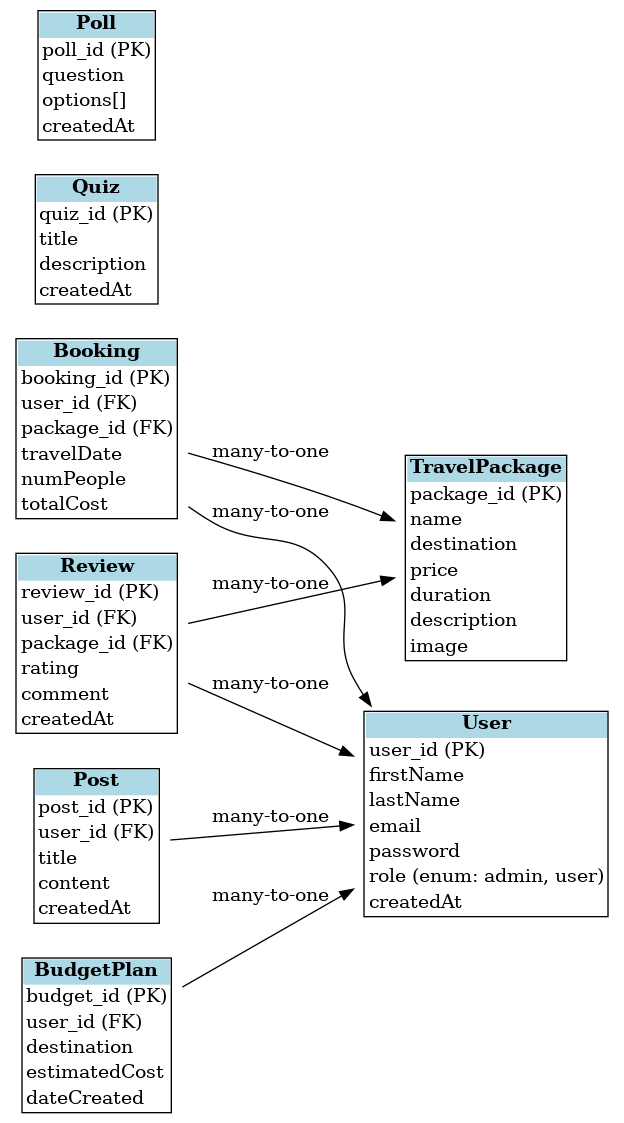 Poll
poll_id (PK)
question
options[]
createdAt
Quiz
quiz_id (PK)
title
description
createdAt
Booking
booking_id (PK)
user_id (FK)
package_id (FK)
travelDate
numPeople
totalCost
many-to-one
many-to-one
TravelPackage
package_id (PK)
name
destination
price
duration
description
image
Review
review_id (PK)
user_id (FK)
package_id (FK)
rating
comment
createdAt
many-to-one
many-to-one
User
user_id (PK)
firstName
lastName
email
password
role (enum: admin, user)
createdAt
Post
post_id (PK)
user_id (FK)
title
content
createdAt
many-to-one
many-to-one
BudgetPlan
budget_id (PK)
user_id (FK)
destination
estimatedCost
dateCreated